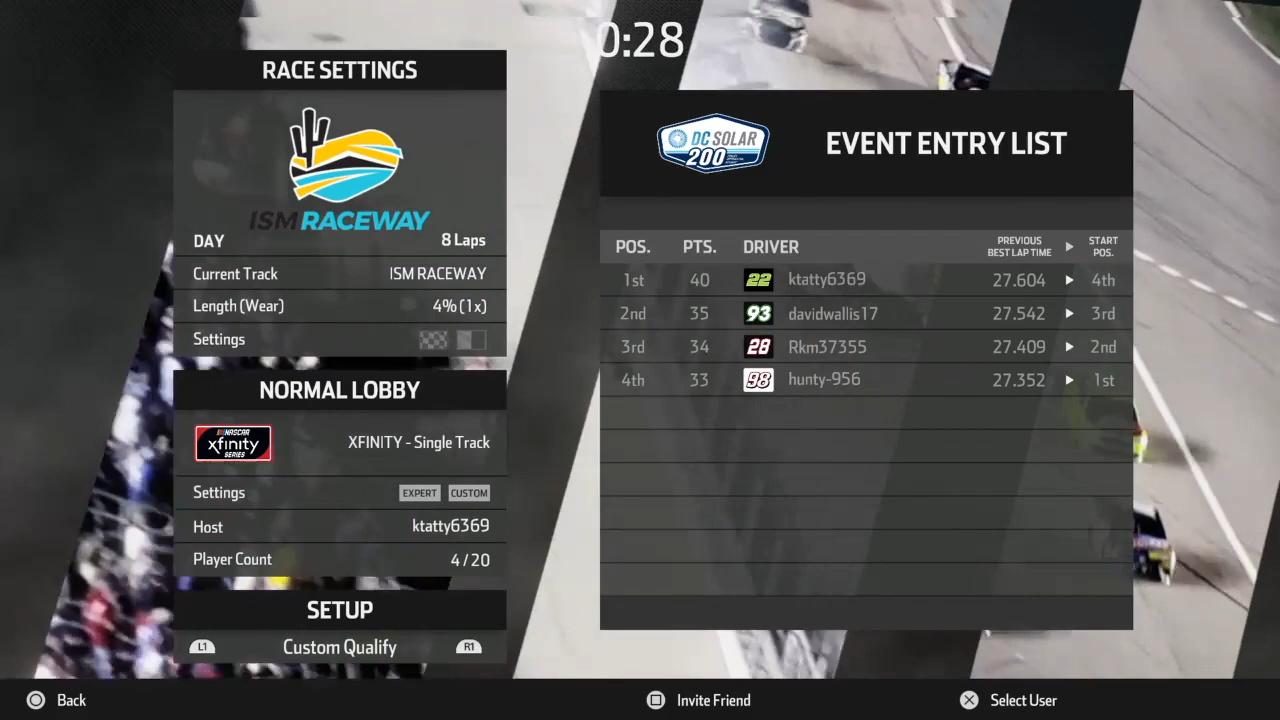 0:28
RACE SETTINGS
ISM RACEWAY
DAY 8 Laps
Current Track ISM RACEWAY
Length (Wear) 4% (1x)
Settings
NORMAL LOBBY
NASCAR
xfinity
SERIES
XFINITY - Single Track
Settings EXPERT CUSTOM
Host ktatty6369
Player Count 4 / 20
SETUP
L1 Custom Qualify R1
DC SOLAR
200
EVENT ENTRY LIST
POS. PTS. DRIVER PREVIOUS BEST LAP TIME START POS.
1st 40 22 ktatty6369 27.604 4th
2nd 35 93 davidwallis17 27.542 3rd
3rd 34 28 Rkm37355 27.409 2nd
4th 33 98 hunty-956 27.352 1st
Back Invite Friend Select User